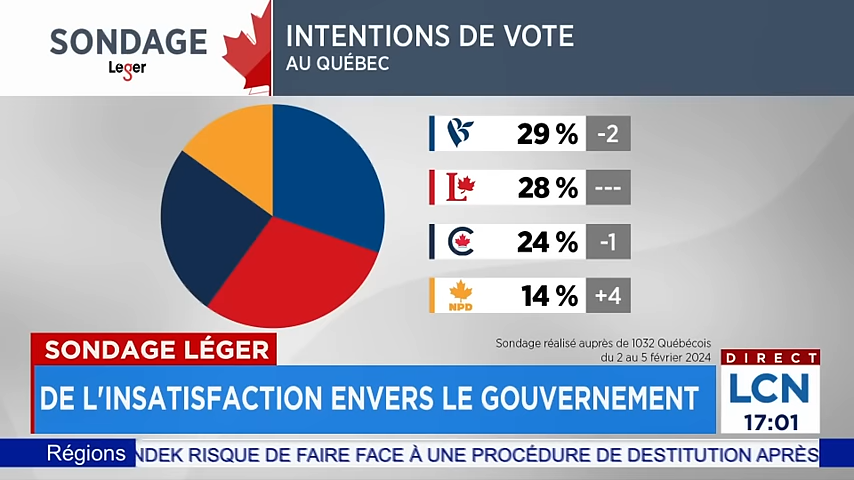 SONDAGE
Leger
INTENTIONS DE VOTE
AU QUÉBEC
29 % -2
L 28 % ---
C 24 % -1
NPD 14 % +4
Sondage réalisé auprès de 1032 Québécois
du 2 au 5 février 2024
SONDAGE LÉGER
DE L'INSATISFACTION ENVERS LE GOUVERNEMENT
DIRECT
LCN
17:01
Régions NDEK RISQUE DE FAIRE FACE À UNE PROCÉDURE DE DESTITUTION APRÈS